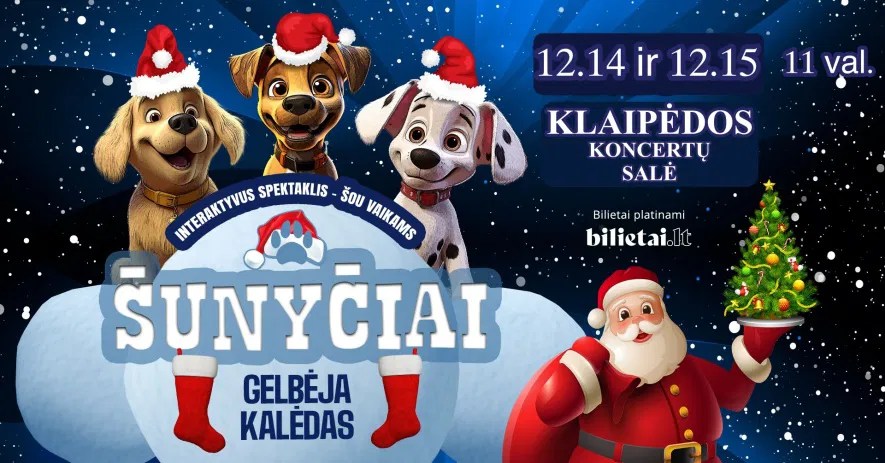 12.14 ir 12.15 11 val.
KLAIPĖDOS
KONCERTŲ
SALĖ
Bilietai platinami
bilietai.lt
INTERAKTYVUS SPEKTAKLIS - ŠOU VAIKAMS
ŠUNYČIAI
GELBĖJA
KALĖDAS